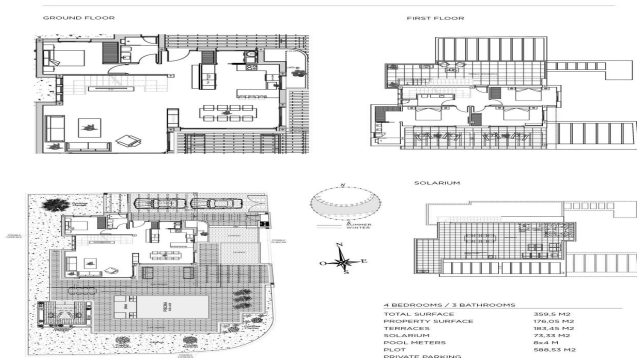 GROUND FLOOR
FIRST FLOOR
SOLARIUM
N
SUMMER
WINTER
N
O E
S
4 BEDROOMS / 3 BATHROOMS
TOTAL SURFACE 359,5 M2
PROPERTY SURFACE 176,05 M2
TERRACES 183,45 M2
SOLARIUM 73,33 M2
POOL METERS 8x4 M
PLOT 588,53 M2
PRIVATE PARKING